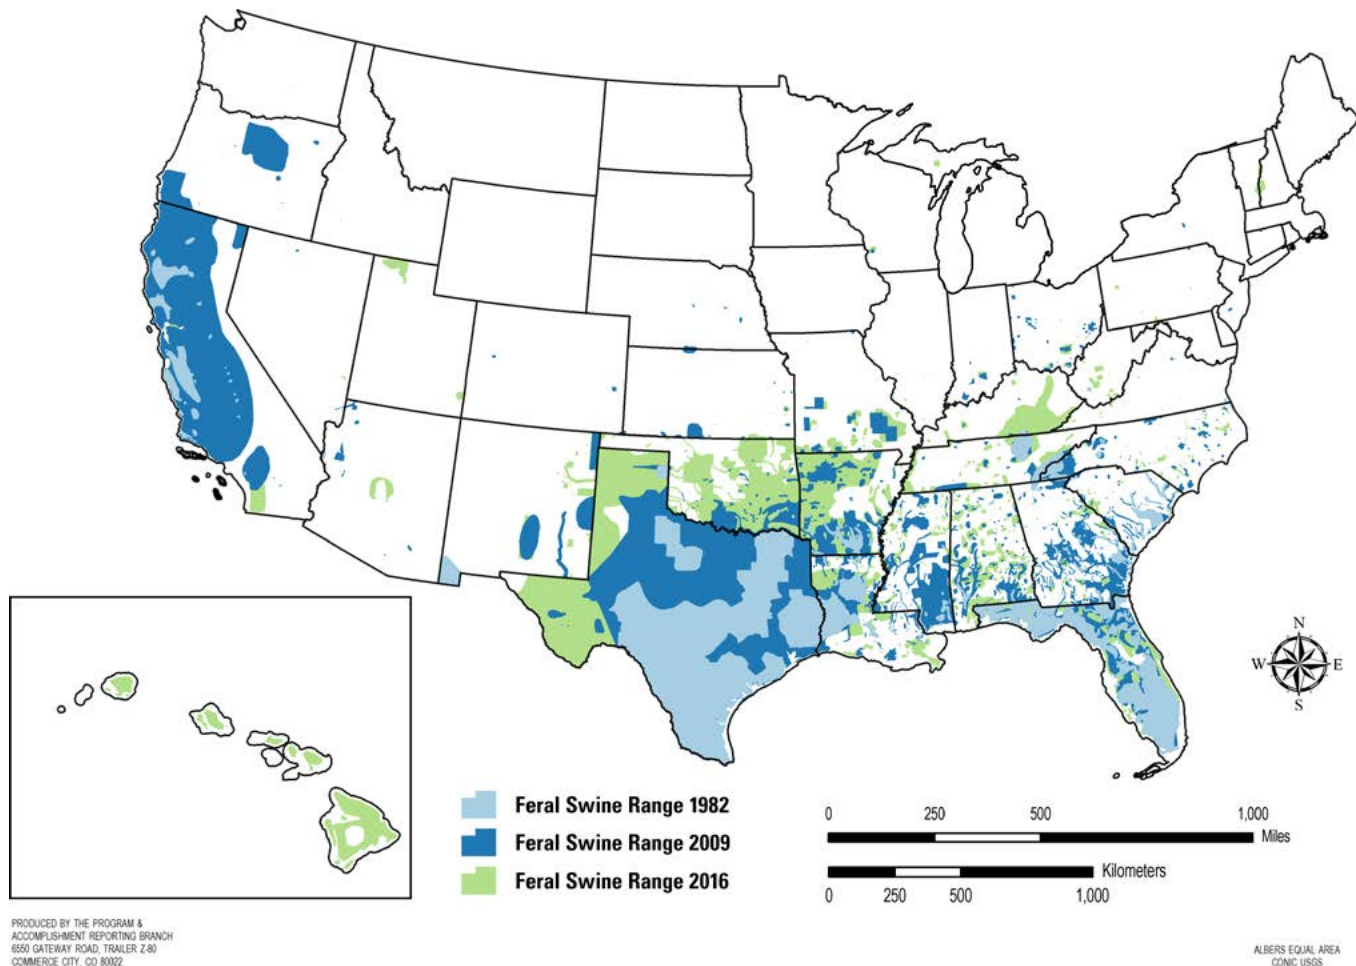 N
W E
S
Feral Swine Range 1982
Feral Swine Range 2009
Feral Swine Range 2016
0 250 500 1,000
Miles
Kilometers
0 250 500 1,000
PRODUCED BY THE PROGRAM &
ACCOMPLISHMENT REPORTING BRANCH
6550 GATEWAY ROAD, TRAILER Z-80
COMMERCE CITY, CO 80022
ALBERS EQUAL AREA
CONIC USGS